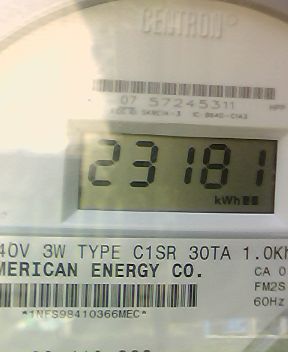 CENTRON®
07 57245311
23181
kWh
40V 3W TYPE C1SR 30TA 1.0Kh
MERICAN ENERGY CO.
CA 0
FM2S
60Hz
*1NFS98410366MEC*